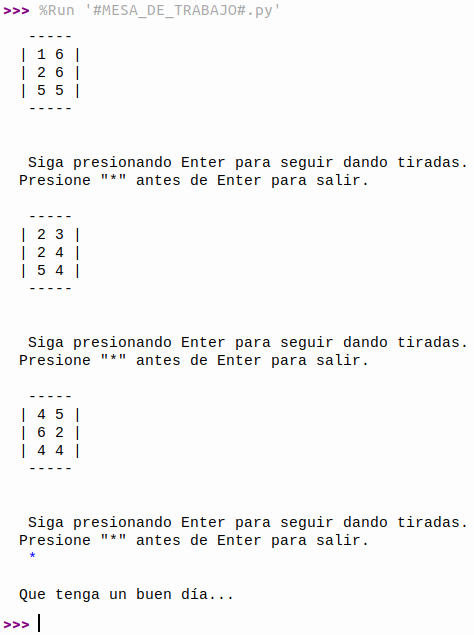 >>> %Run '#MESA_DE_TRABAJO#.py'
-----
| 1 6 |
| 2 6 |
| 5 5 |
-----
Siga presionando Enter para seguir dando tiradas.
Presione "*" antes de Enter para salir.
-----
| 2 3 |
| 2 4 |
| 5 4 |
-----
Siga presionando Enter para seguir dando tiradas.
Presione "*" antes de Enter para salir.
-----
| 4 5 |
| 6 2 |
| 4 4 |
-----
Siga presionando Enter para seguir dando tiradas.
Presione "*" antes de Enter para salir.
*
Que tenga un buen día...
>>>